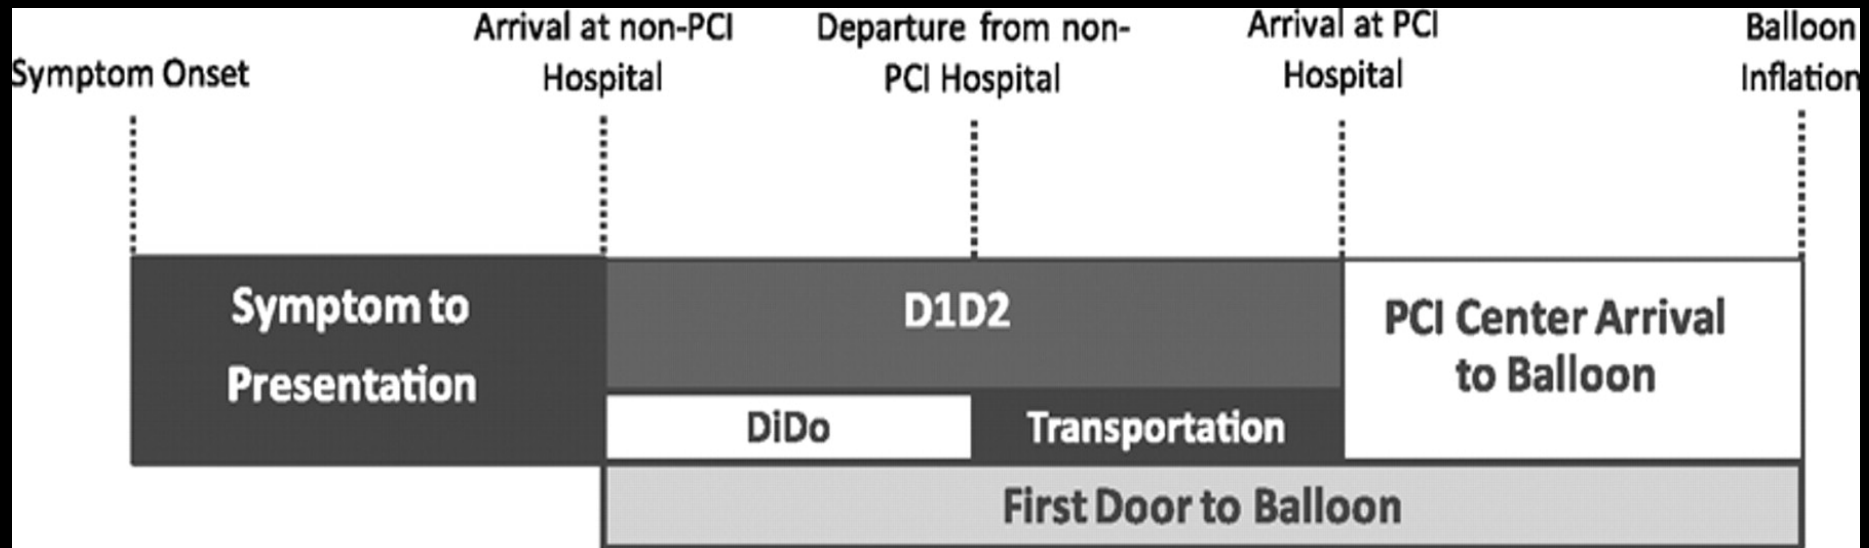 Symptom Onset
Arrival at non-PCI
Hospital
Departure from non-
PCI Hospital
Arrival at PCI
Hospital
Balloon
Inflation
Symptom to
Presentation
D1D2
PCI Center Arrival
to Balloon
DiDo
Transportation
First Door to Balloon